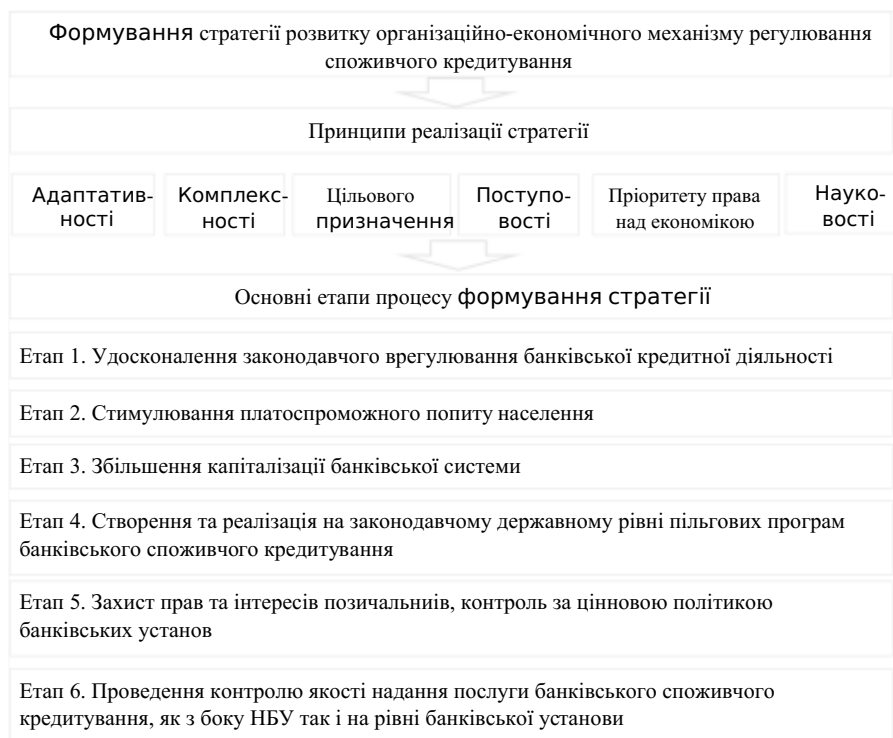 Формування стратегії розвитку організаційно-економічного механізму регулювання
споживчого кредитування
Принципи реалізації стратегії
Адаптатив-
ності
Комплекс-
ності
Цільового
призначення
Поступо-
вості
Пріоритету права
над економікою
Науко-
вості
Основні етапи процесу формування стратегії
Етап 1. Удосконалення законодавчого врегулювання банківської кредитної діяльності
Етап 2. Стимулювання платоспроможного попиту населення
Етап 3. Збільшення капіталізації банківської системи
Етап 4. Створення та реалізація на законодавчому державному рівні пільгових програм
банківського споживчого кредитування
Етап 5. Захист прав та інтересів позичальниів, контроль за цінновою політикою
банківських установ
Етап 6. Проведення контролю якості надання послуги банківського споживчого
кредитування, як з боку НБУ так і на рівні банківської установи